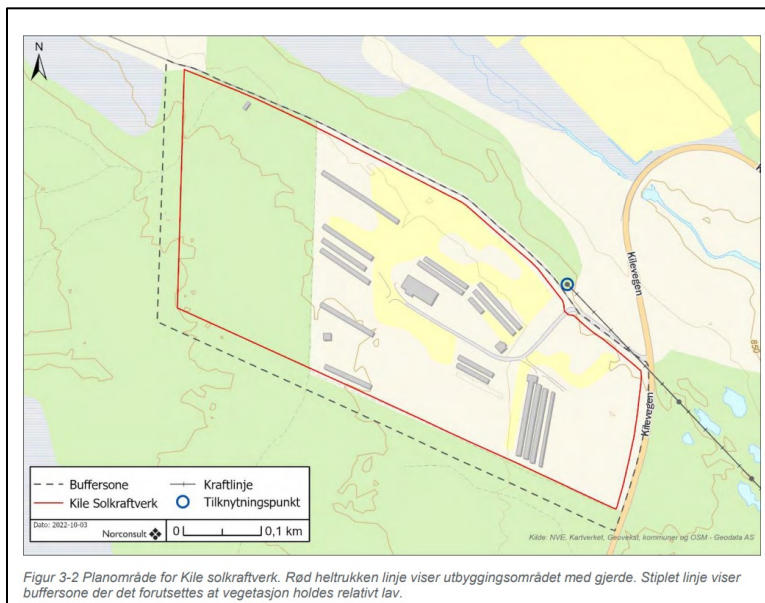 N
Kilevegen
Kilevegen
850
Buffersone
Kraftlinje
Kile Solkraftverk
Tilknytningspunkt
Dato: 2022-10-03
Norconsult
0 0,1 km
Kilde: NVE, Kartverket, Geovekst, kommuner og OSM - Geodata AS
Figur 3-2 Planområde for Kile solkraftverk. Rød heltrukken linje viser utbyggingsområdet med gjerde. Stiplet linje viser
buffersone der det forutsettes at vegetasjon holdes relativt lav.